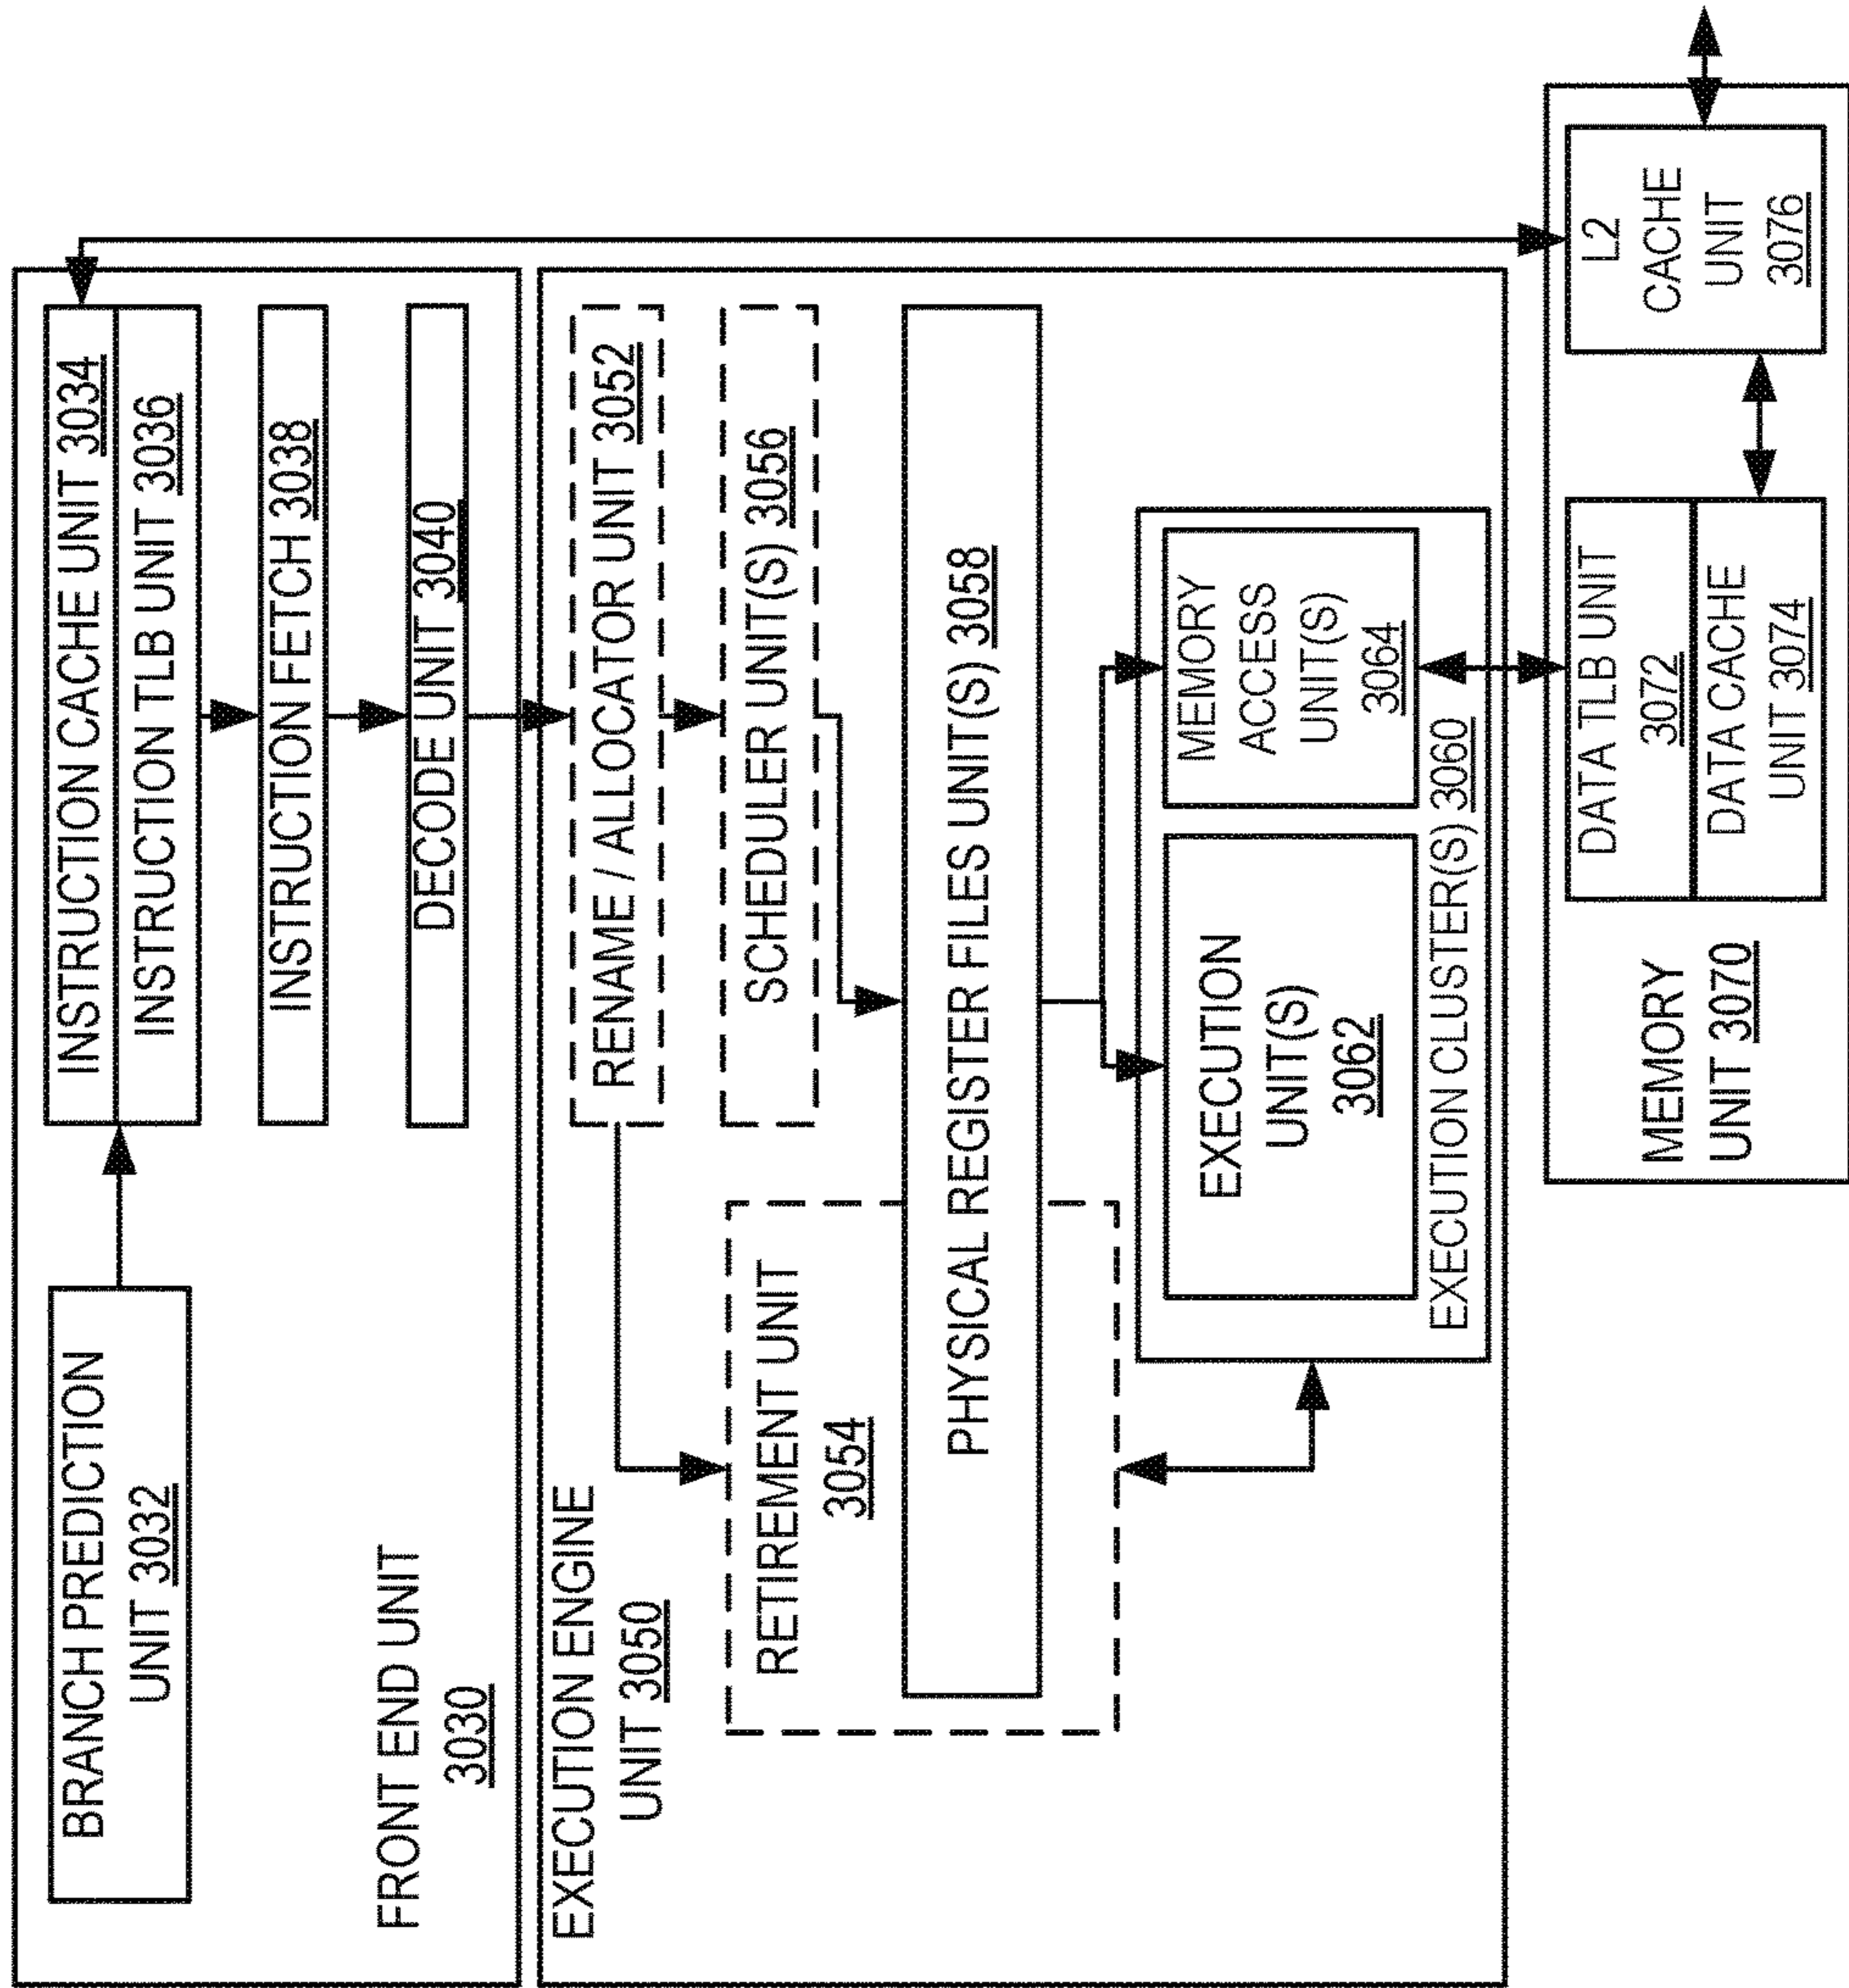 BRANCH PREDICTION
UNIT 3032
INSTRUCTION CACHE UNIT 3034
INSTRUCTION TLB UNIT 3036
INSTRUCTION FETCH 3038
DECODE UNIT 3040
FRONT END UNIT
3030
EXECUTION ENGINE
UNIT 3050
RENAME / ALLOCATOR UNIT 3052
SCHEDULER UNIT(S) 3056
RETIREMENT UNIT
3054
PHYSICAL REGISTER FILES UNIT(S) 3058
EXECUTION
UNIT(S)
3062
MEMORY
ACCESS
UNIT(S)
3064
EXECUTION CLUSTER(S) 3060
MEMORY
UNIT 3070
DATA TLB UNIT
3072
DATA CACHE
UNIT 3074
L2
CACHE
UNIT
3076